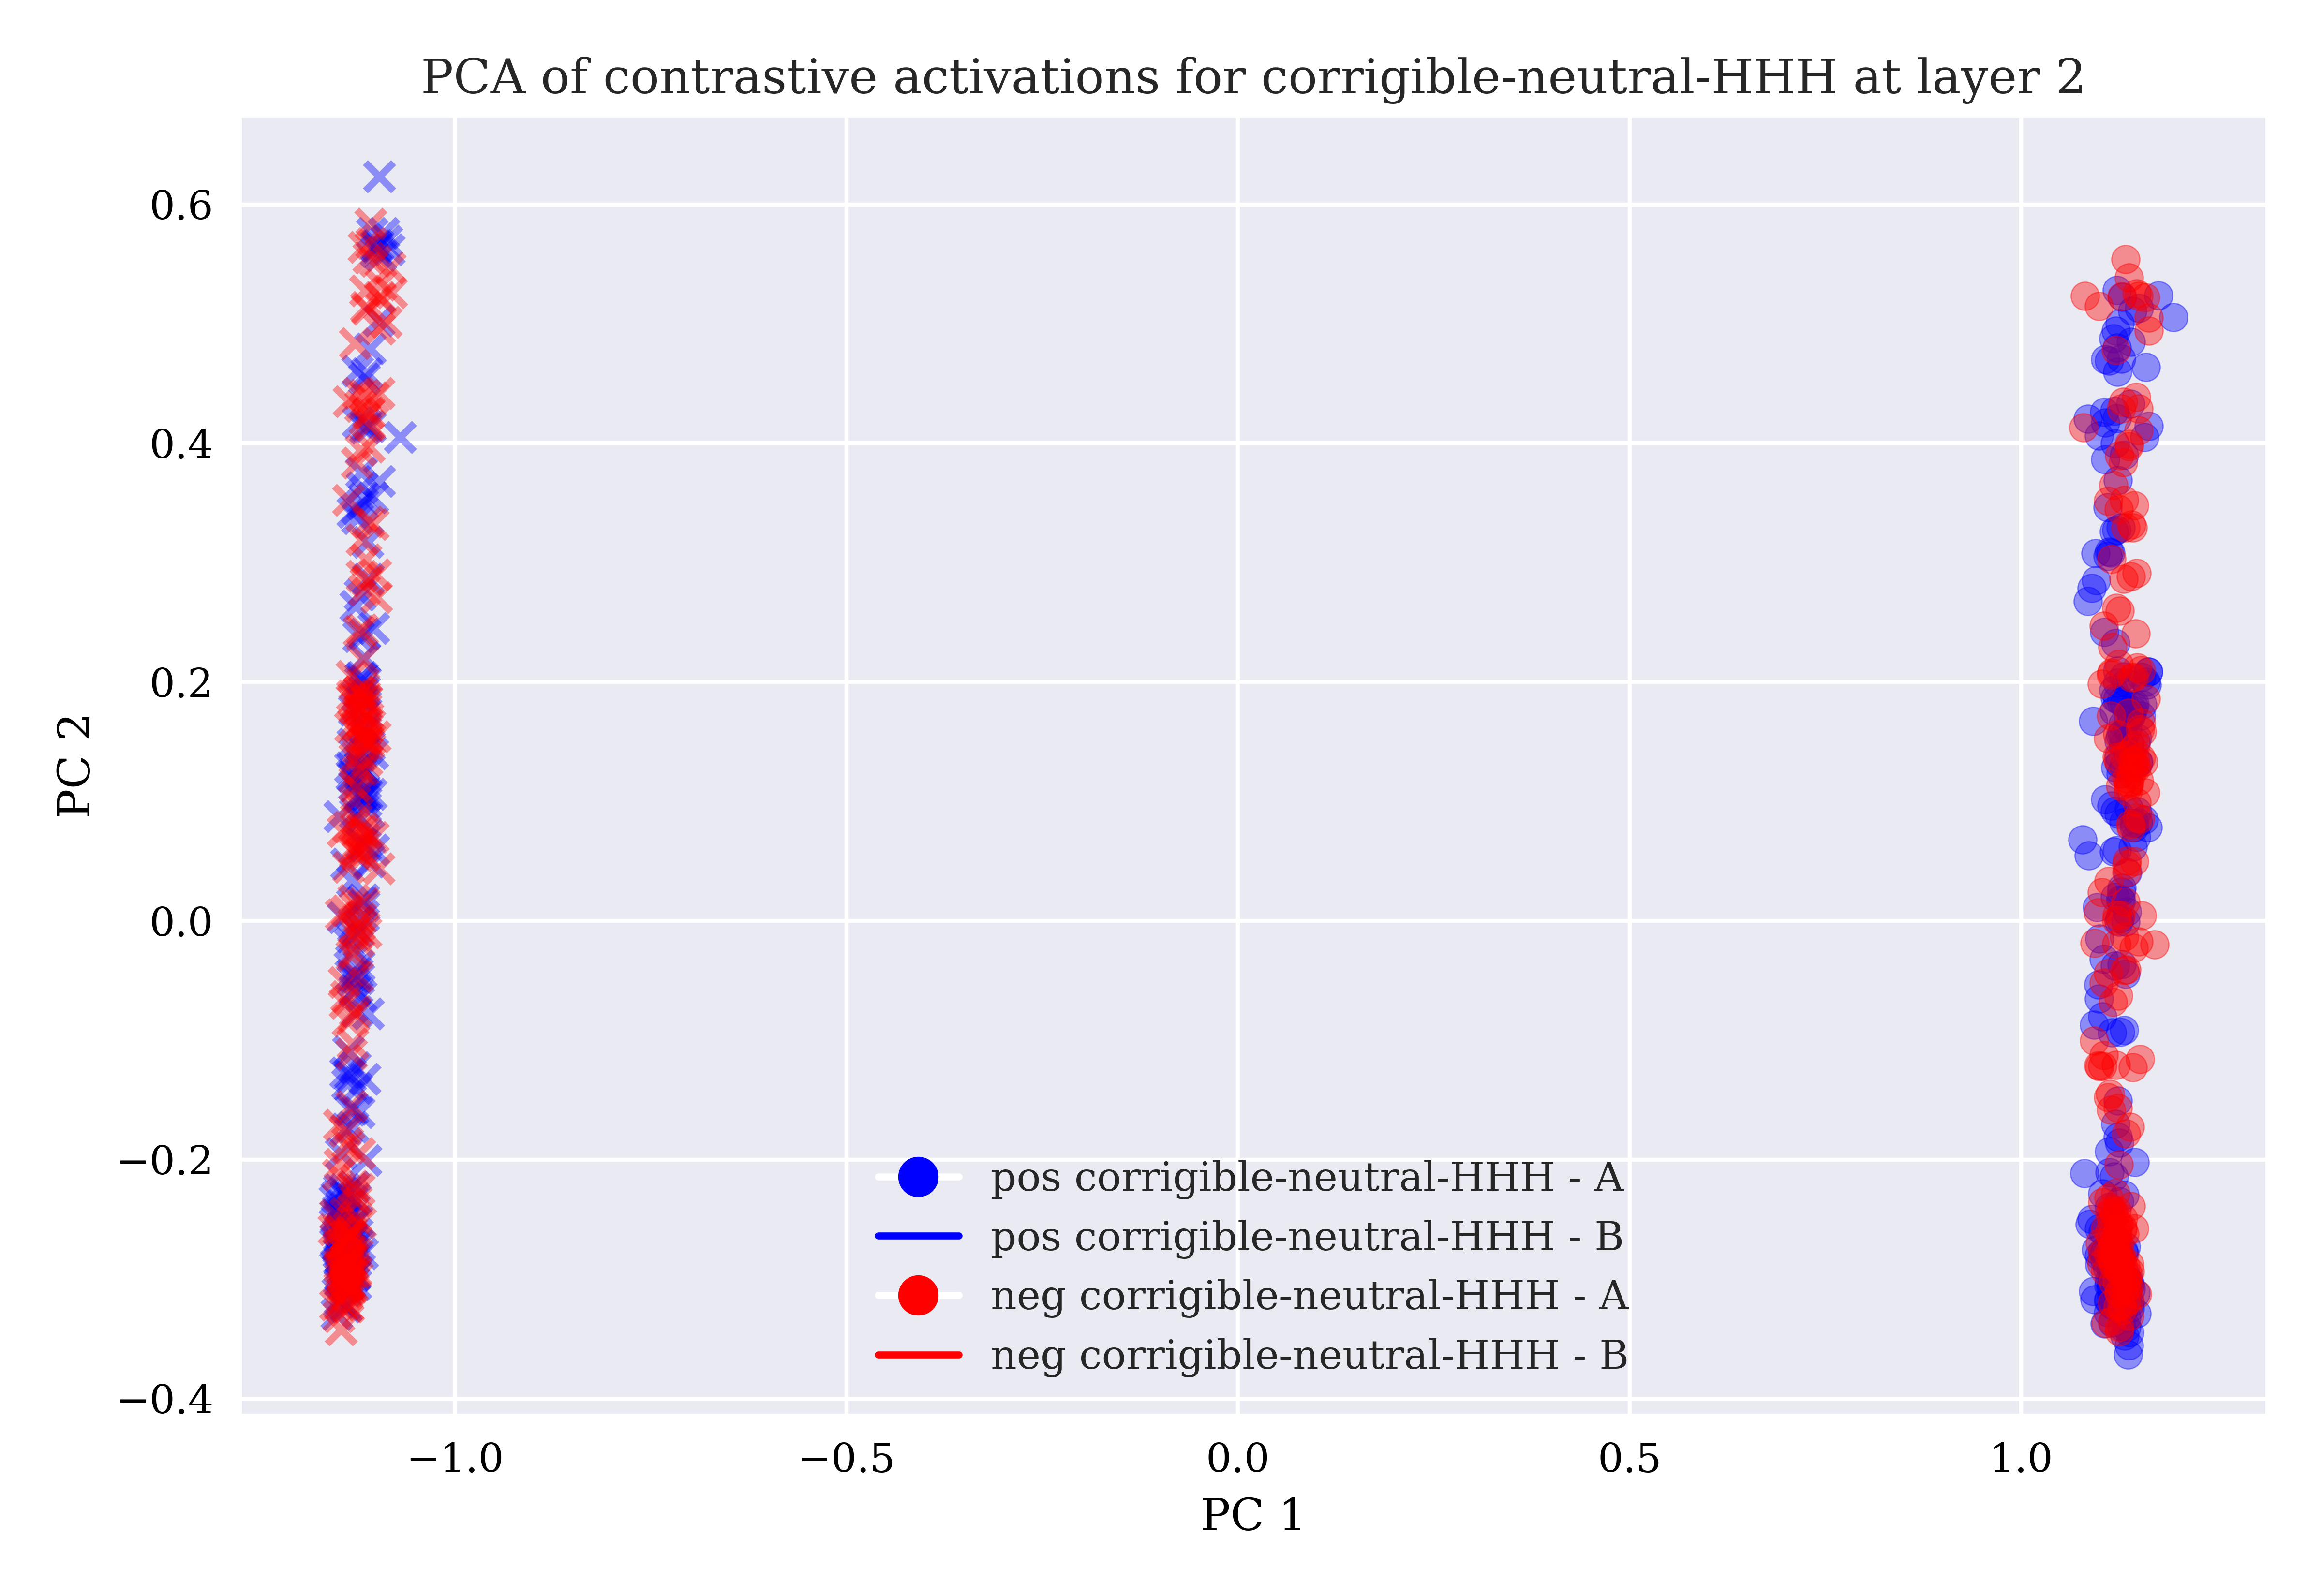 PCA of contrastive activations for corrigible-neutral-HHH at layer 2
PC 2
0.6
0.4
0.2
0.0
−0.2
−0.4
pos corrigible-neutral-HHH - A
pos corrigible-neutral-HHH - B
neg corrigible-neutral-HHH - A
neg corrigible-neutral-HHH - B
−1.0
−0.5
0.0
0.5
1.0
PC 1